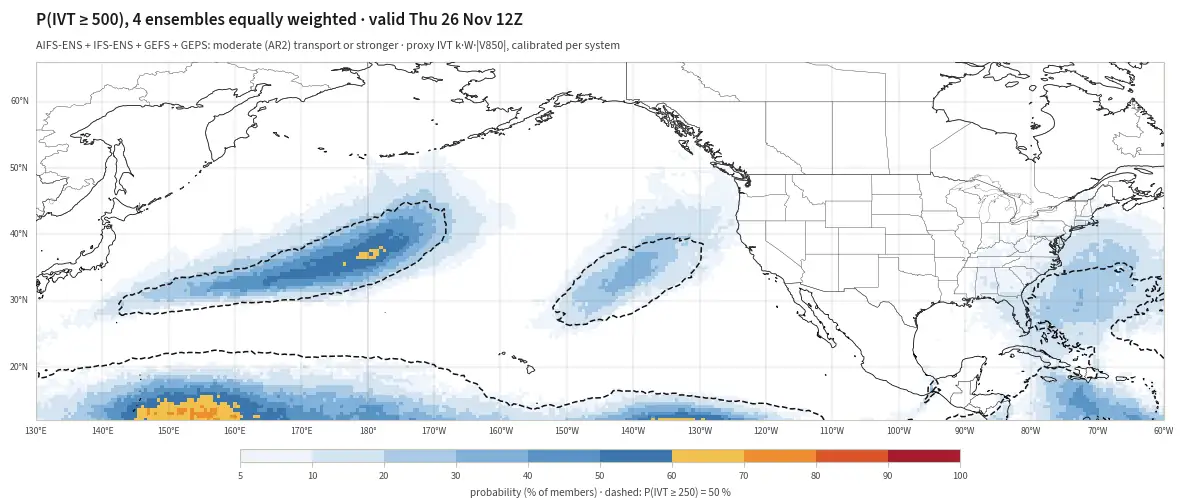 P(IVT ≥ 500), 4 ensembles equally weighted · valid Thu 26 Nov 12Z
AIFS-ENS + IFS-ENS + GEFS + GEPS: moderate (AR2) transport or stronger · proxy IVT k·W·|V850|, calibrated per system
60°N
50°N
40°N
30°N
20°N
130°E 140°E 150°E 160°E 170°E 180° 170°W 150°W 140°W 130°W 120°W 110°W 100°W 90°W 80°W 70°W 60°W
5 10 20 30 40 50 60 70 80 90 100
probability (% of members) · dashed: P(IVT ≥ 250) = 50 %